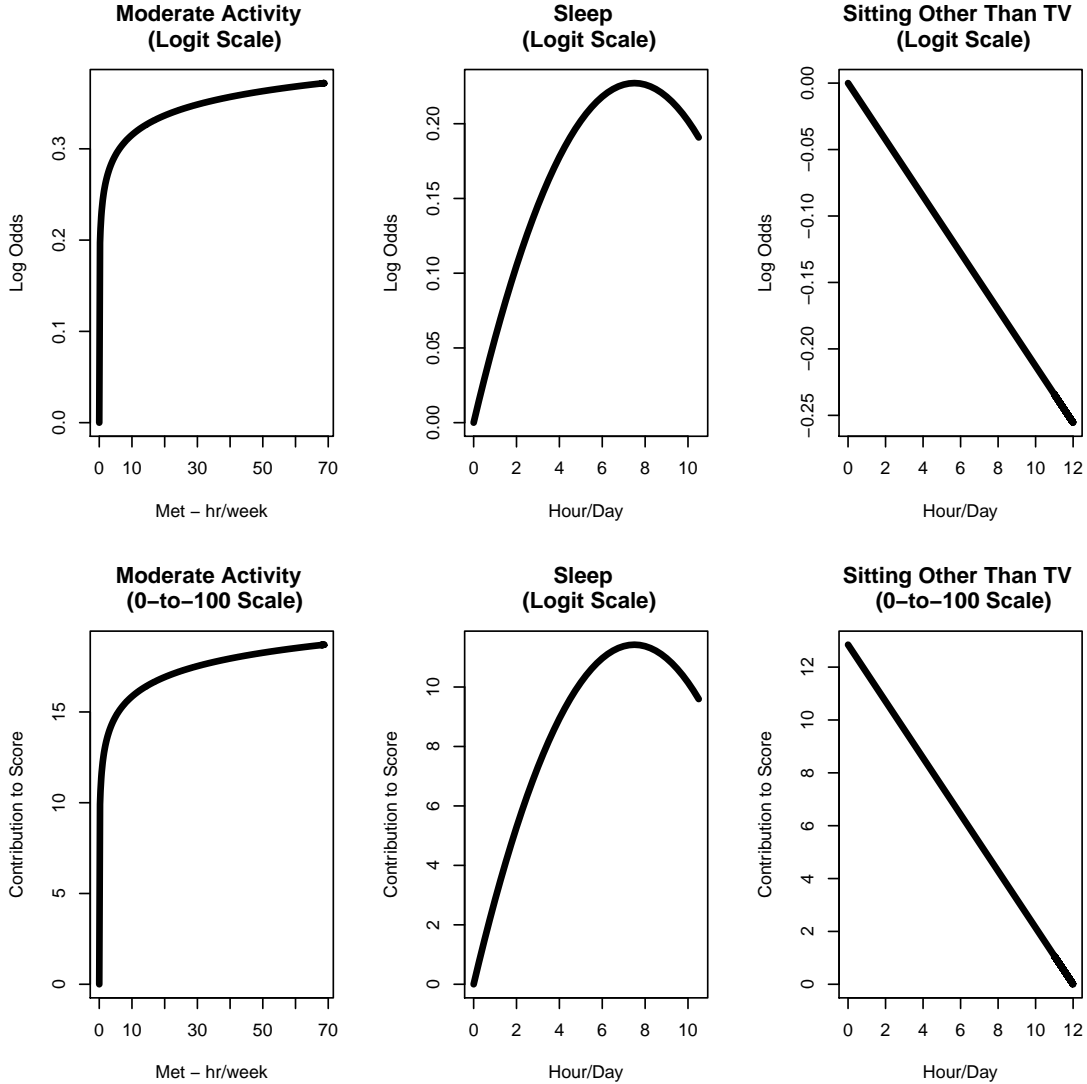 Moderate Activity
(Logit Scale)
Log Odds
0.0 0.1 0.2 0.3
0 10 30 50 70
Met − hr/week
Sleep
(Logit Scale)
Log Odds
0.00 0.05 0.10 0.15 0.20
0 2 4 6 8 10
Hour/Day
Sitting Other Than TV
(Logit Scale)
Log Odds
−0.25 −0.20 −0.15 −0.10 −0.05 0.00
0 2 4 6 8 10 12
Hour/Day
Moderate Activity
(0−to−100 Scale)
Contribution to Score
0 5 10 15
0 10 30 50 70
Met − hr/week
Sleep
(Logit Scale)
Contribution to Score
0 2 4 6 8 10
0 2 4 6 8 10
Hour/Day
Sitting Other Than TV
(0−to−100 Scale)
Contribution to Score
0 2 4 6 8 10 12
0 2 4 6 8 10 12
Hour/Day